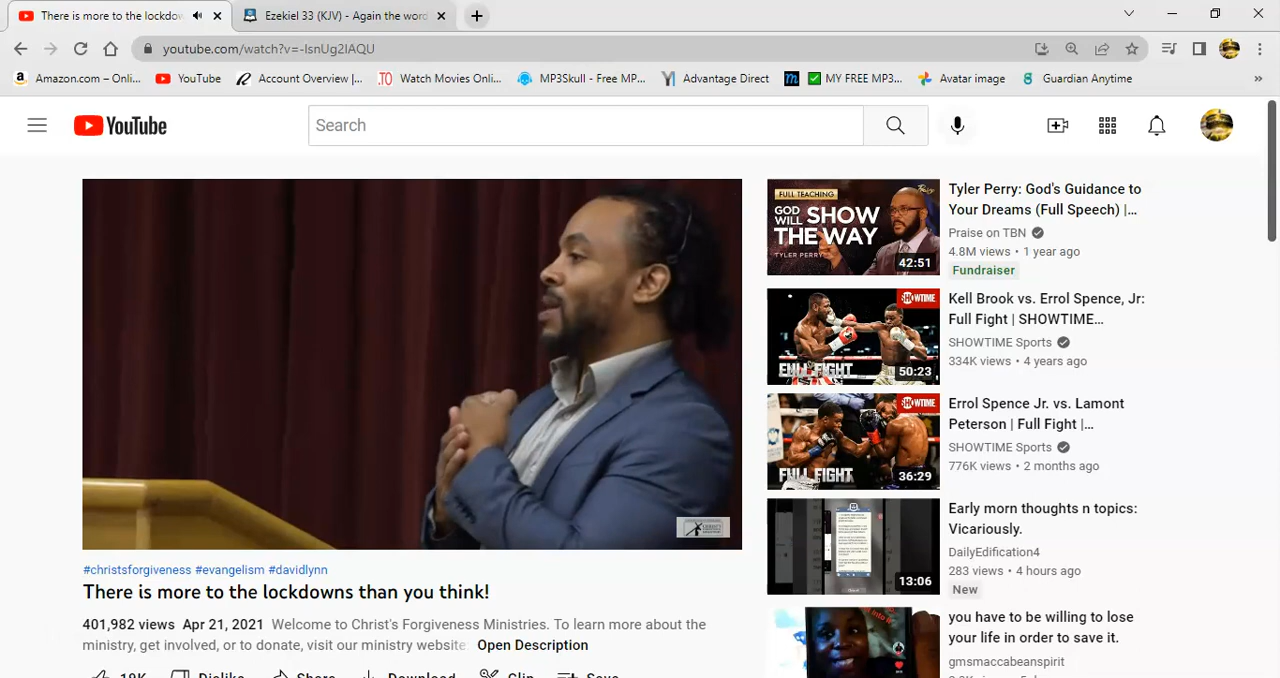 There is more to the lockdow
Ezekiel 33 (KJV) - Again the word
youtube.com/watch?v=-IsnUg2IAQU
Amazon.com – Onli...
YouTube
Account Overview |...
.TO Watch Movies Onli...
MP3Skull - Free MP...
Advantage Direct
m
MY FREE MP3...
Avatar image
Guardian Anytime
»
YouTube
Search
#christsforgiveness #evangelism #davidlynn
There is more to the lockdowns than you think!
401,982 views Apr 21, 2021 Welcome to Christ's Forgiveness Ministries. To learn more about the
ministry, get involved, or to donate, visit our ministry website: Open Description
19K Dislike Share Download Clip Save
FULL TEACHING
GOD WILL SHOW
THE WAY
TYLER PERRY
42:51
Tyler Perry: God's Guidance to
Your Dreams (Full Speech) |...
Praise on TBN
4.8M views • 1 year ago
Fundraiser
SHOWTIME
FULL FIGHT
50:23
Kell Brook vs. Errol Spence, Jr:
Full Fight | SHOWTIME...
SHOWTIME Sports
334K views • 4 years ago
SHOWTIME
FULL FIGHT
36:29
Errol Spence Jr. vs. Lamont
Peterson | Full Fight |...
SHOWTIME Sports
776K views • 2 months ago
13:06
Early morn thoughts n topics:
Vicariously.
DailyEdification4
283 views • 4 hours ago
New
you have to be willing to lose
your life in order to save it.
gmsmaccabeanspirit